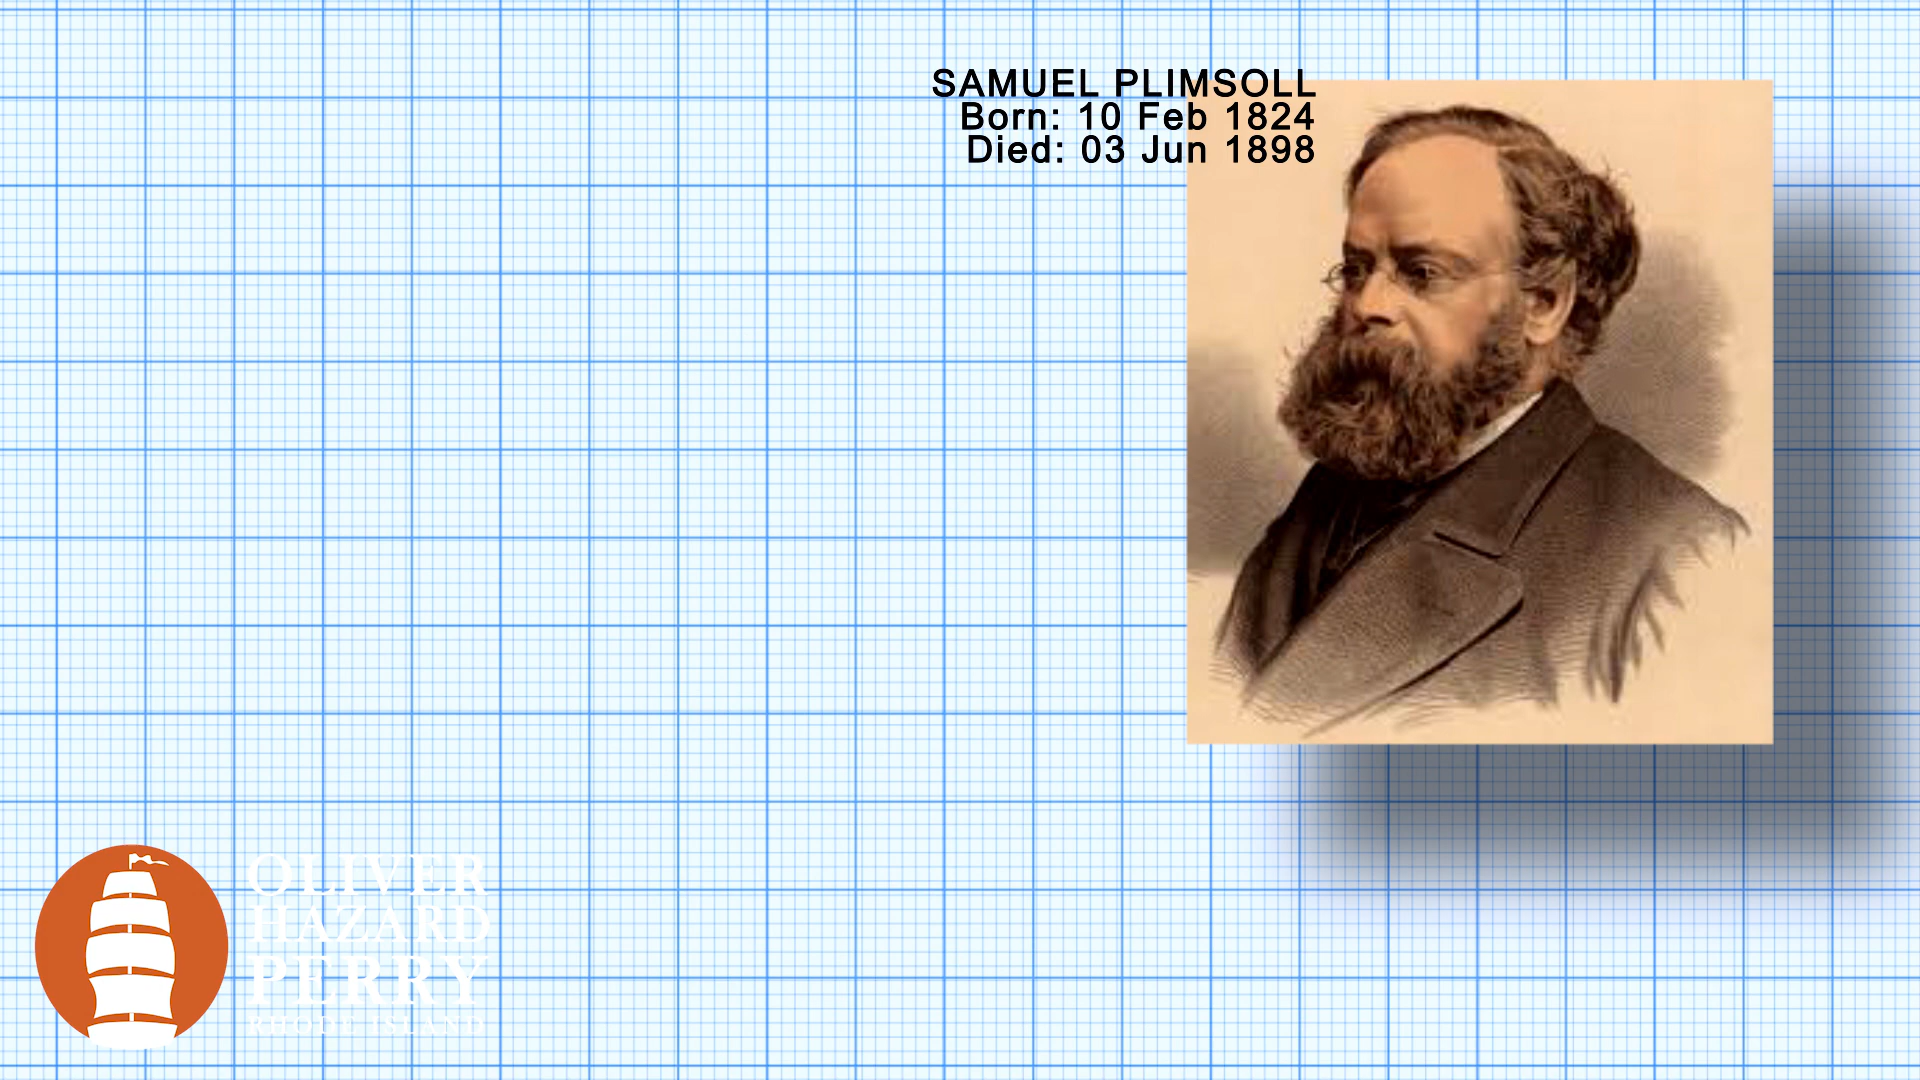 SAMUEL PLIMSOLL
Born: 10 Feb 1824
Died: 03 Jun 1898
OLIVER
HAZARD
PERRY
RHODE ISLAND